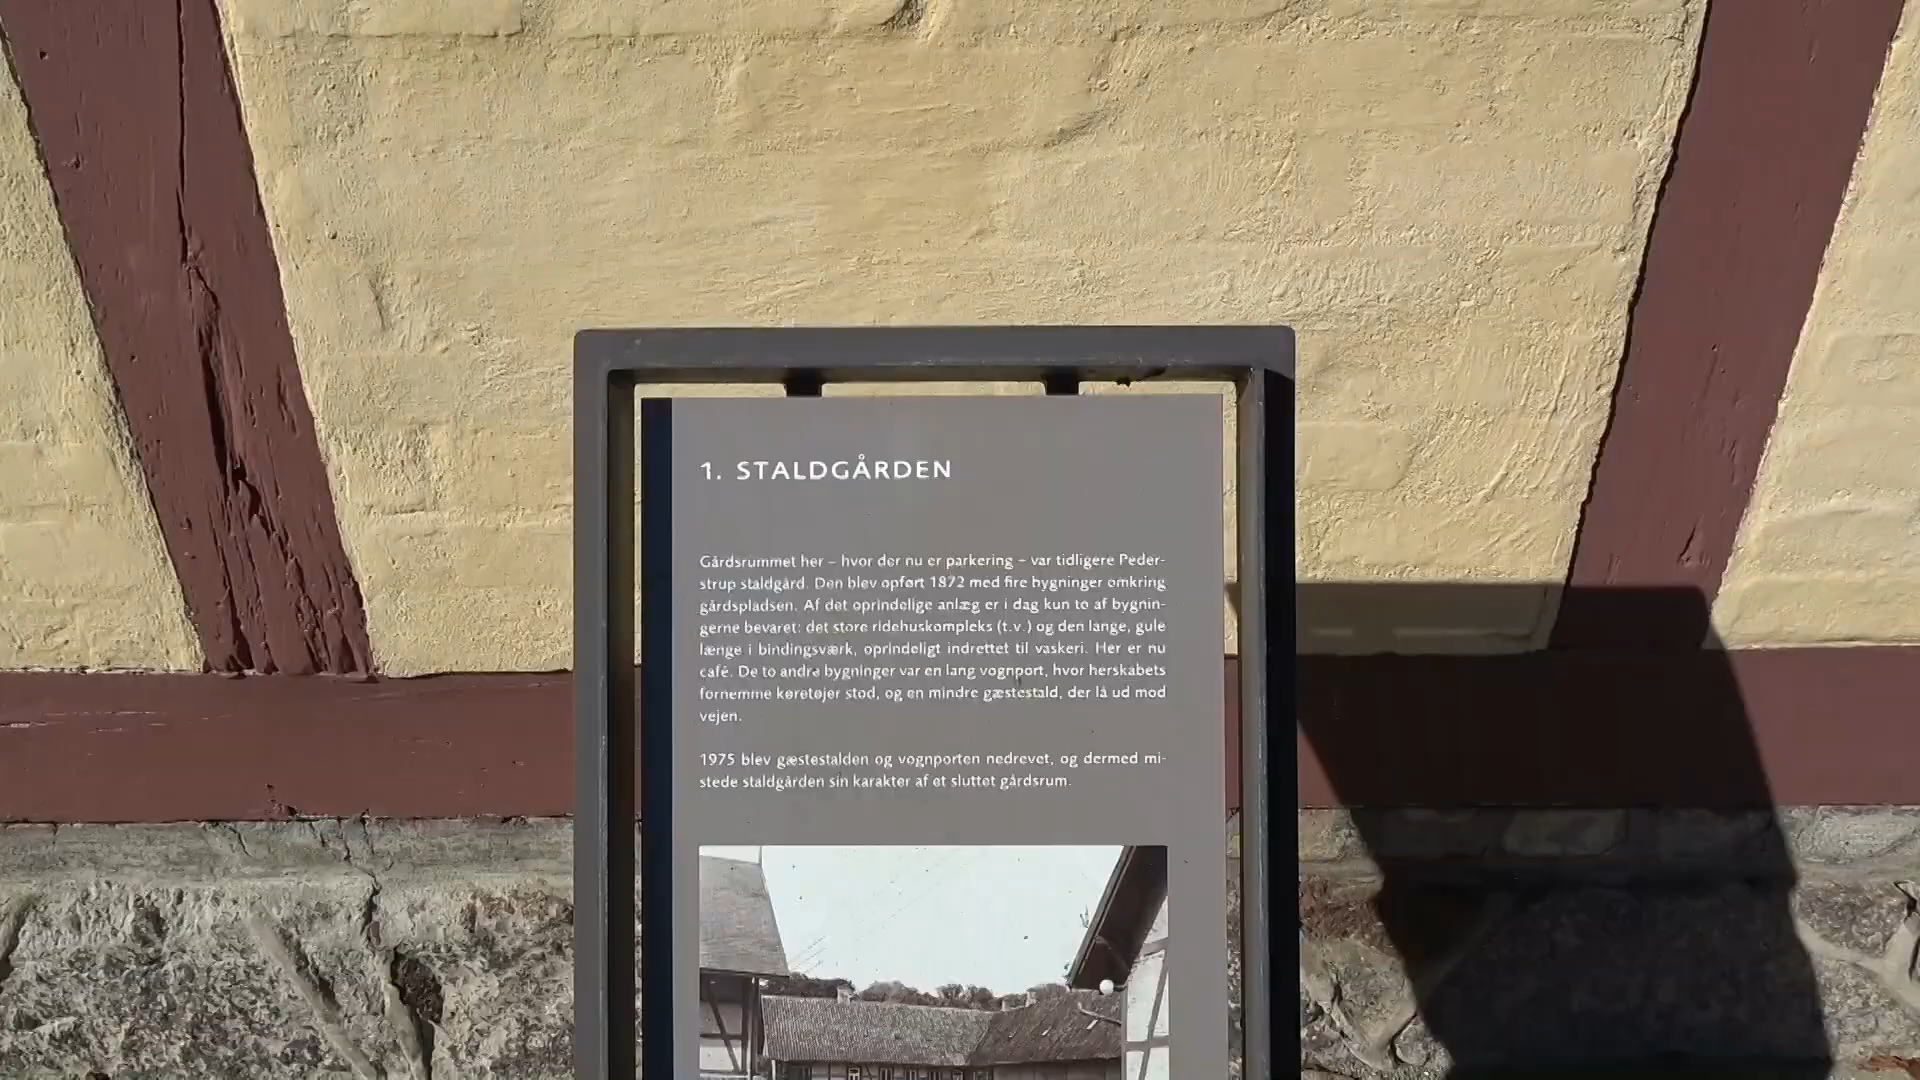 1. STALDGÅRDEN
Gårdsrummet her – hvor der nu er parkering – var tidligere Peder-
strup staldgård. Den blev opført 1872 med fire bygninger omkring
gårdspladsen. Af det oprindelige anlæg er i dag kun to af bygnin-
gerne bevaret: det store ridehuskompleks (t.v.) og den lange, gule
længe i bindingsværk, oprindeligt indrettet til vaskeri. Her er nu
café. De to andre bygninger var en lang vognport, hvor herskabets
fornemme køretøjer stod, og en mindre gæstestald, der lå ud mod
vejen.
1975 blev gæstestalden og vognporten nedrevet, og dermed mi-
stede staldgården sin karakter af et sluttet gårdsrum.